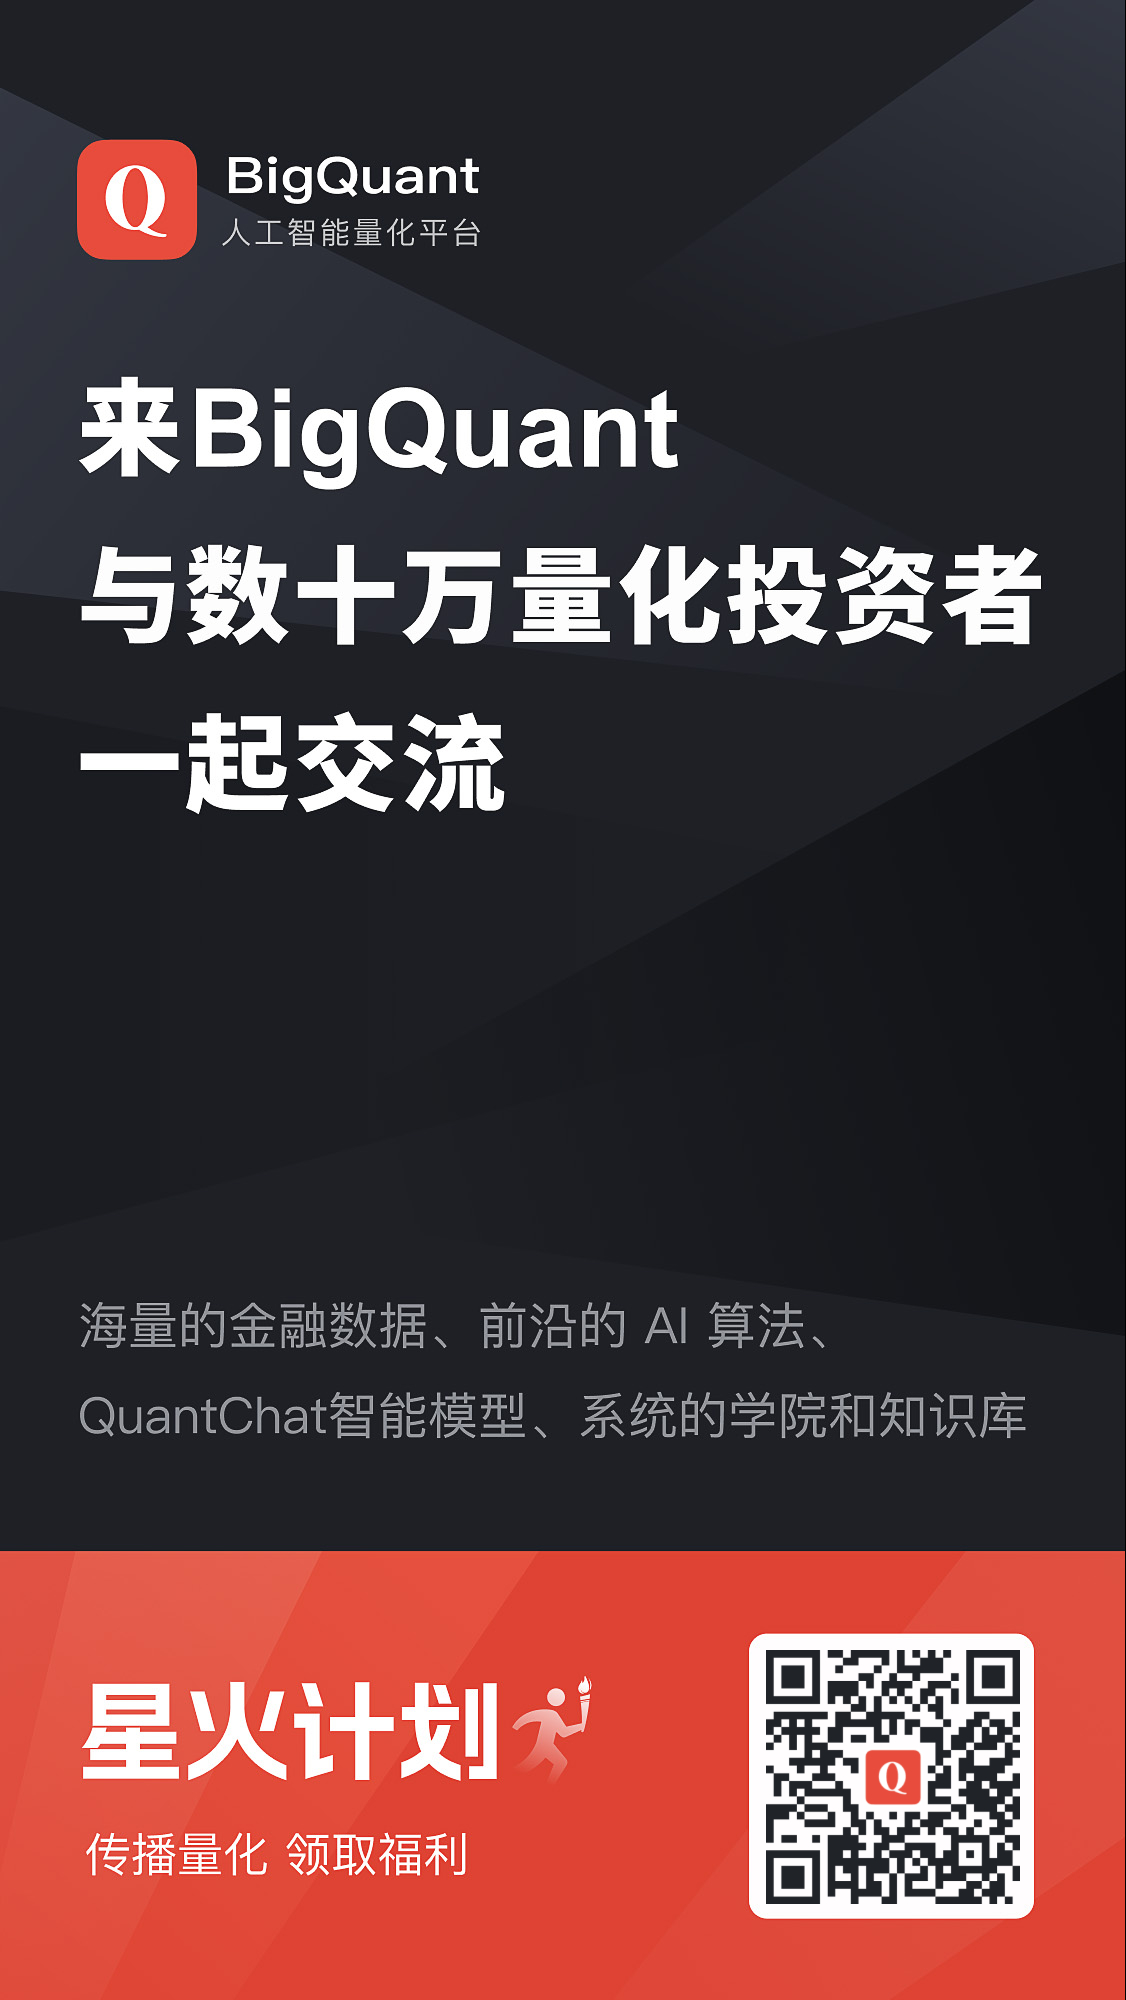 Q
BigQuant
人工智能量化平台
来BigQuant
与数十万量化投资者
一起交流
海量的金融数据、前沿的 AI 算法、
QuantChat智能模型、系统的学院和知识库
星火计划
传播量化 领取福利
Q